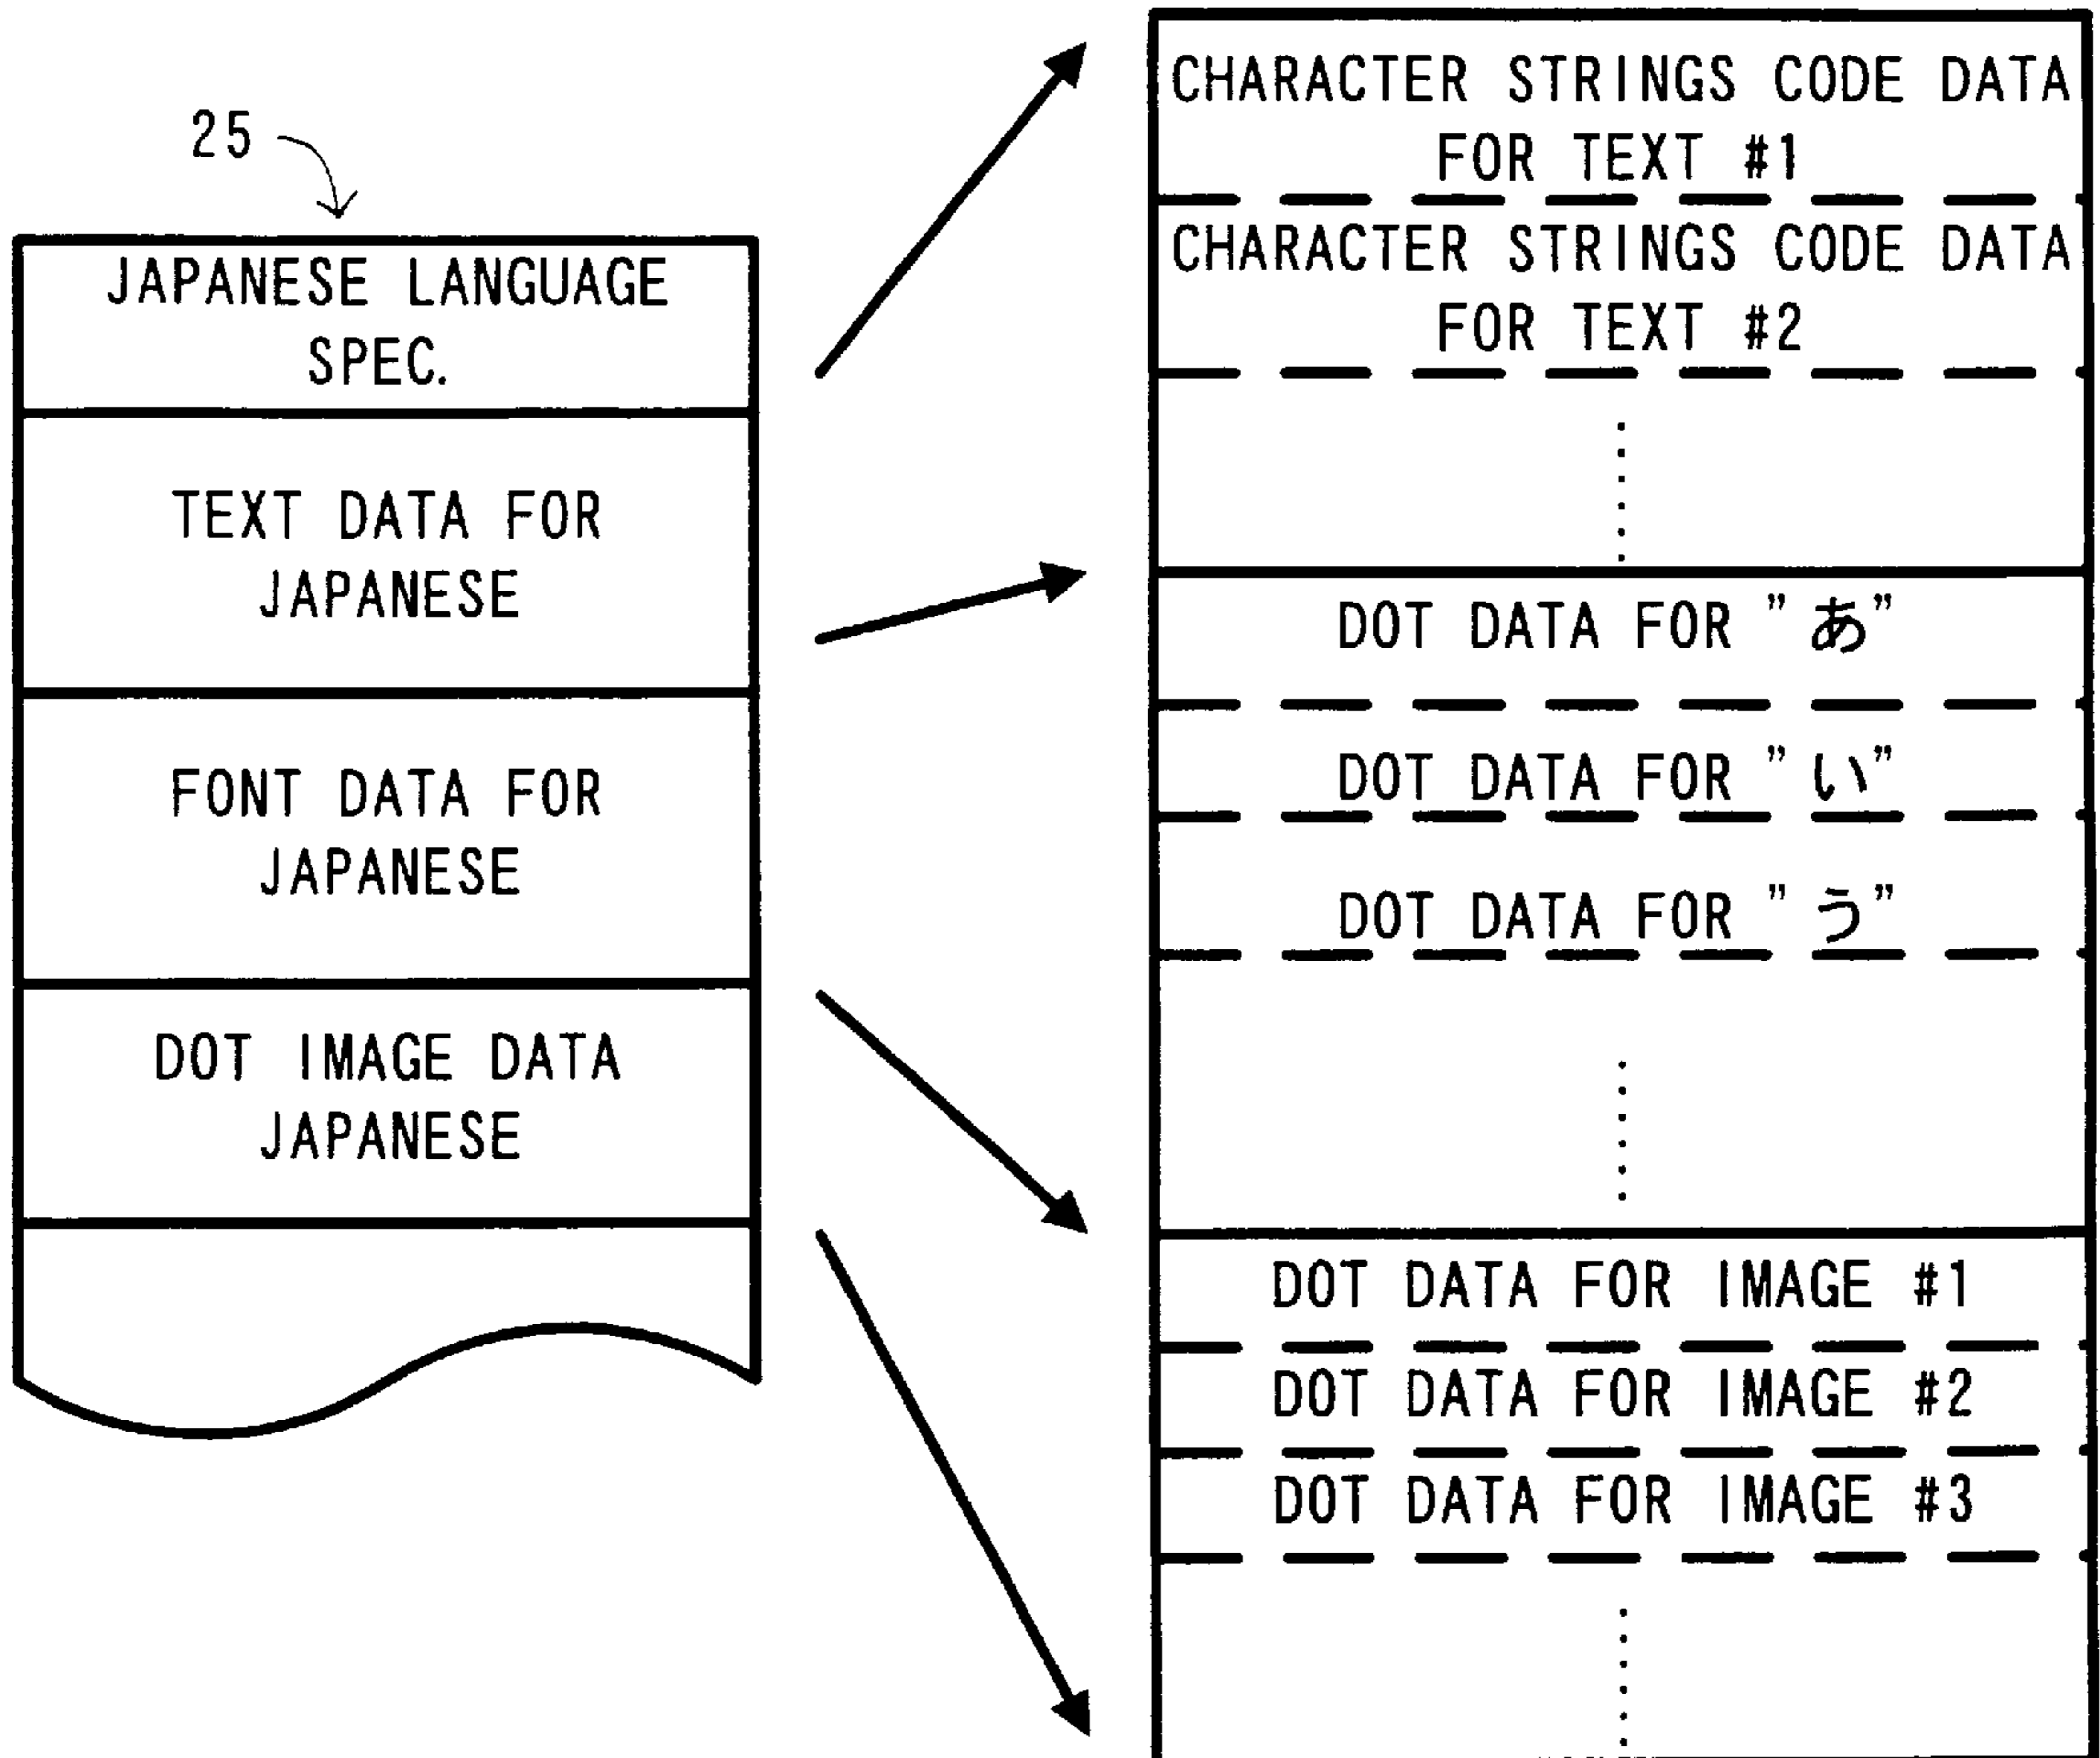 25
JAPANESE LANGUAGE
SPEC.
TEXT DATA FOR
JAPANESE
FONT DATA FOR
JAPANESE
DOT IMAGE DATA
JAPANESE
CHARACTER STRINGS CODE DATA
FOR TEXT #1
CHARACTER STRINGS CODE DATA
FOR TEXT #2
DOT DATA FOR ”あ”
DOT DATA FOR ”い”
DOT DATA FOR ”う”
DOT DATA FOR IMAGE #1
DOT DATA FOR IMAGE #2
DOT DATA FOR IMAGE #3